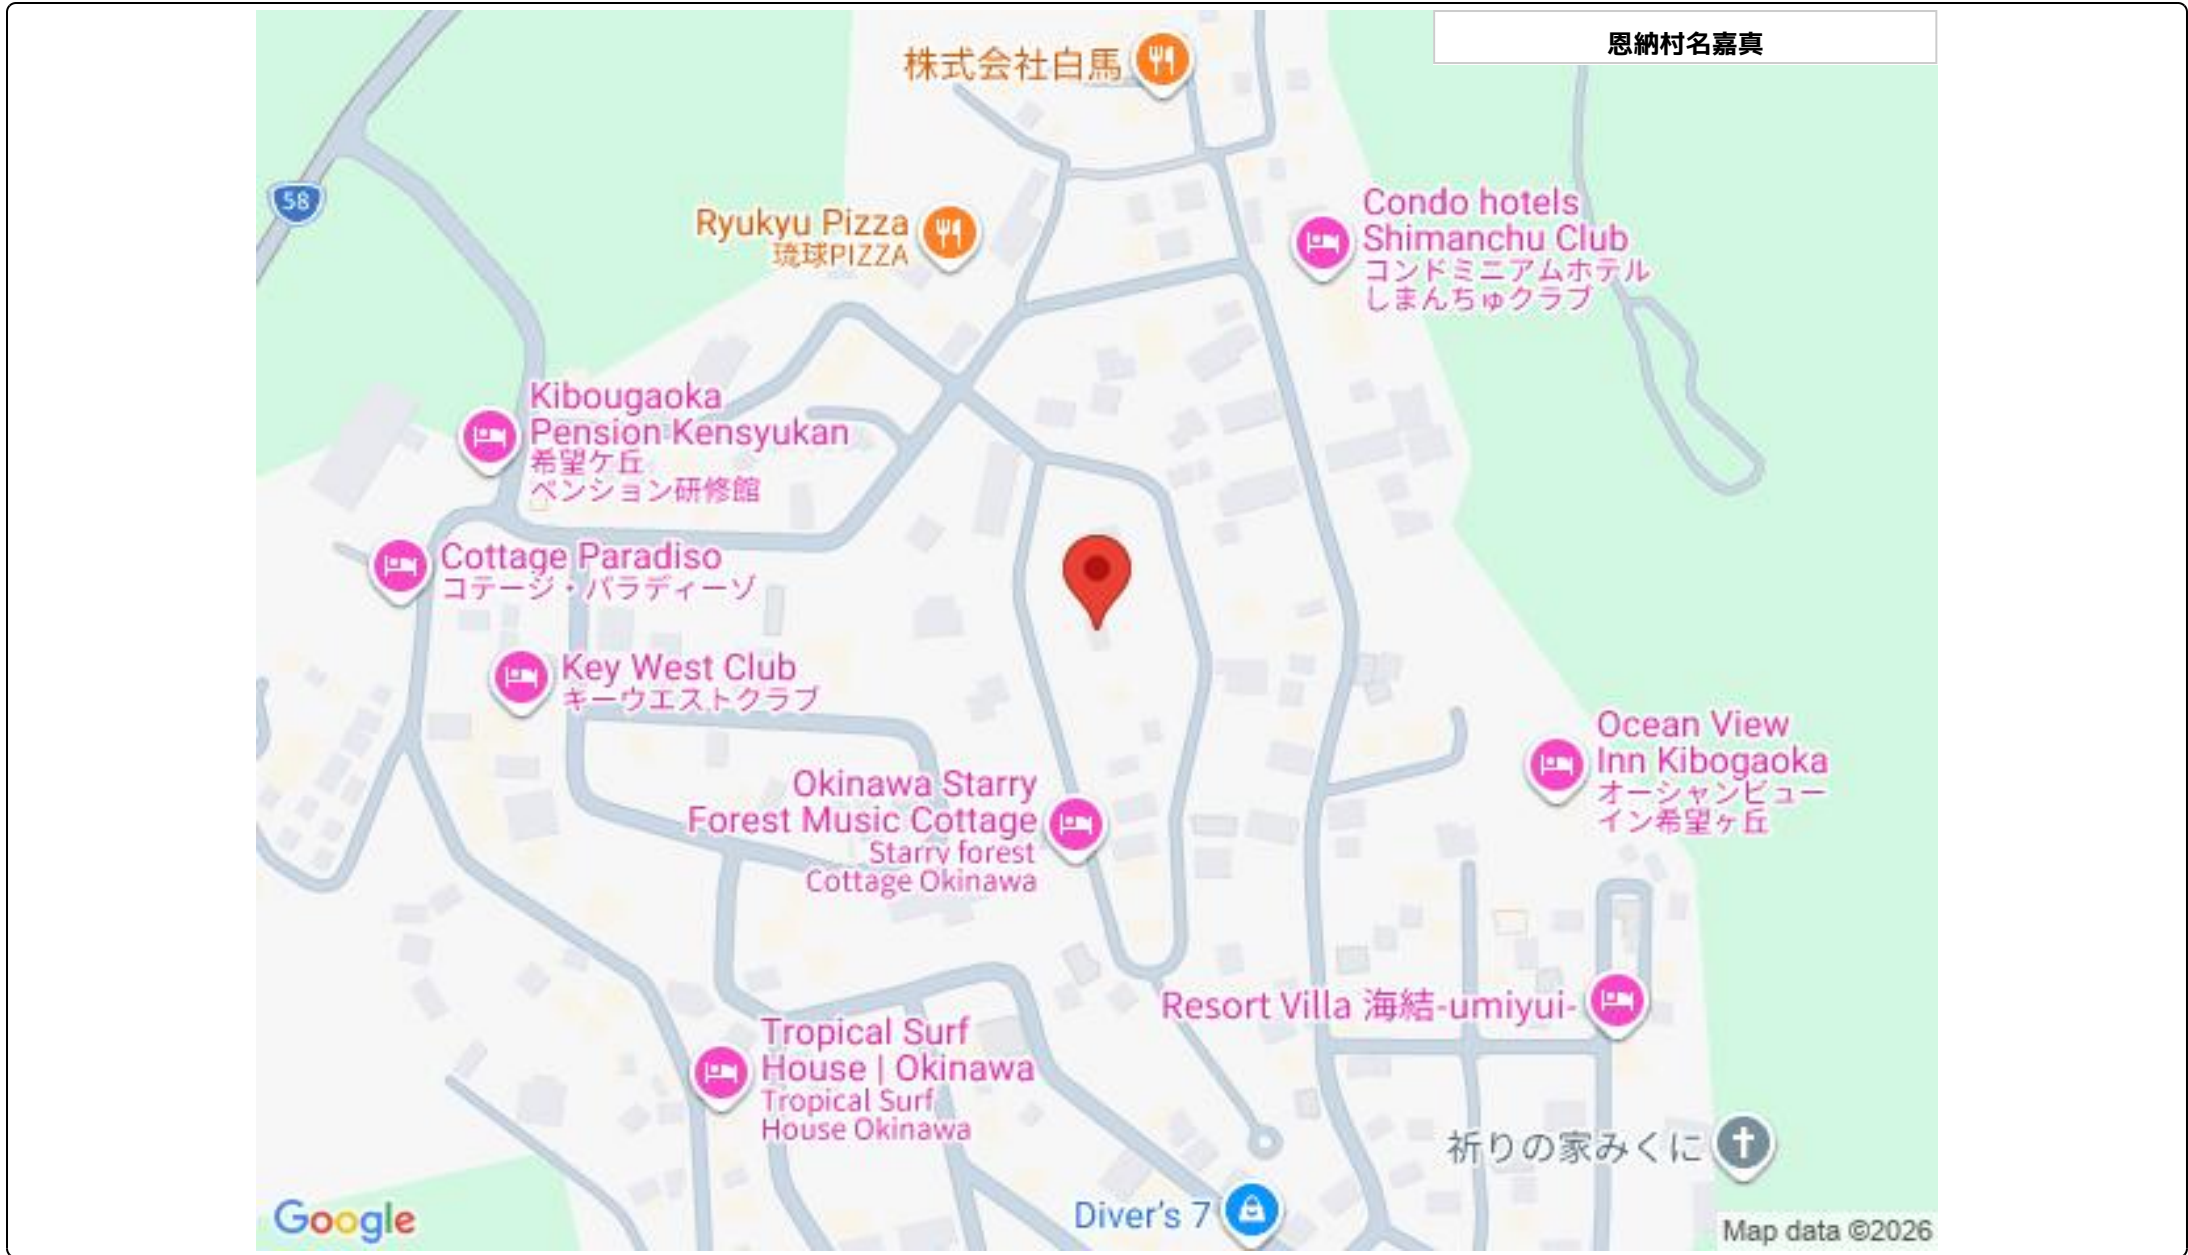 恩納村名嘉真
株式会社白馬
58
Ryukyu Pizza
琉球PIZZA
Condo hotels
Shimanchu Club
コンドミニアムホテル
しまんちゅクラブ
Kibougaoka
Pension Kensyukan
希望ケ丘
ペンション研修館
Cottage Paradiso
コテージ・パラディーゾ
Key West Club
キーウエストクラブ
Ocean View
Inn Kibogaoka
オーシャンビュー
イン希望ヶ丘
Okinawa Starry
Forest Music Cottage
Starry forest
Cottage Okinawa
Resort Villa 海結-umiyui-
Tropical Surf
House | Okinawa
Tropical Surf
House Okinawa
祈りの家みくに
Diver's 7
Google
Map data ©2026